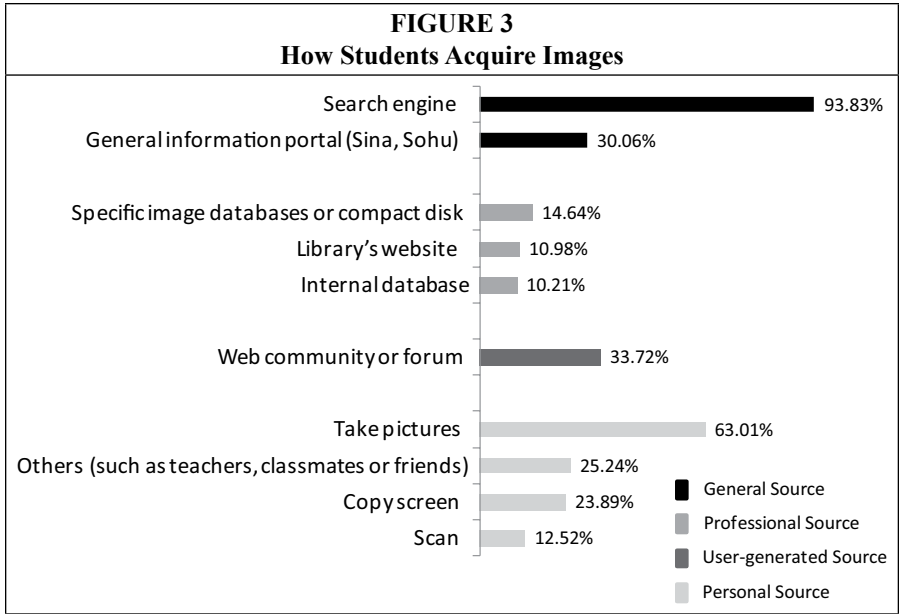 FIGURE 3
How Students Acquire Images
Search engine 93.83%
General information portal (Sina, Sohu) 30.06%
Specific image databases or compact disk 14.64%
Library's website 10.98%
Internal database 10.21%
Web community or forum 33.72%
Take pictures 63.01%
Others (such as teachers, classmates or friends) 25.24%
Copy screen 23.89%
Scan 12.52%
General Source
Professional Source
User-generated Source
Personal Source